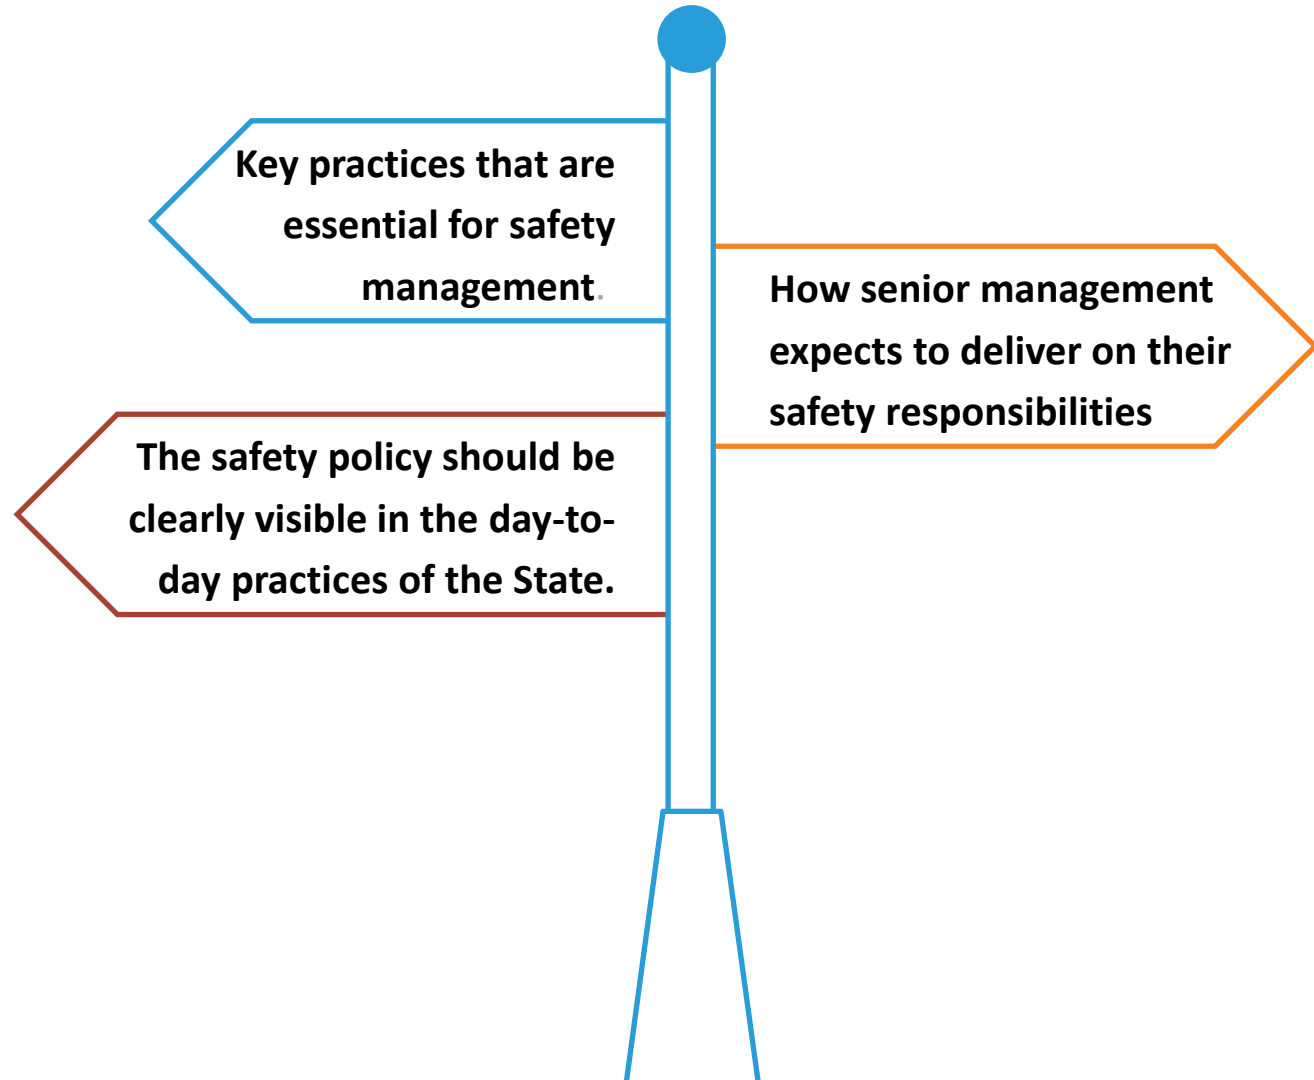 Key practices that are
essential for safety
management.
How senior management
expects to deliver on their
safety responsibilities
The safety policy should be
clearly visible in the day-to-
day practices of the State.